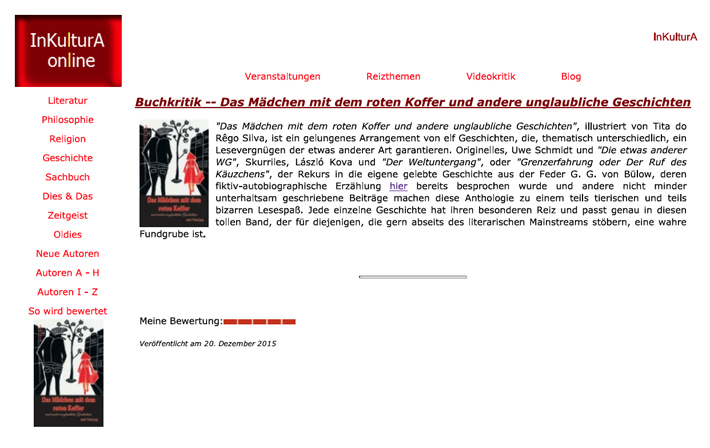 InKulturA
online
InKulturA
Veranstaltungen Reizthemen Videokritik Blog
Literatur
Philosophie
Religion
Geschichte
Sachbuch
Dies & Das
Zeitgeist
Oldies
Neue Autoren
Autoren A - H
Autoren I - Z
So wird bewertet
Das Mädchen mit dem
roten Koffer
Buchkritik -- Das Mädchen mit dem roten Koffer und andere unglaubliche Geschichten
Das Mädchen mit dem
roten Koffer
"Das Mädchen mit dem roten Koffer und andere unglaubliche Geschichten", illustriert von Tita do
Rêgo Silva, ist ein gelungenes Arrangement von elf Geschichten, die, thematisch unterschiedlich, ein
Lesevergnügen der etwas anderer Art garantieren. Originelles, Uwe Schmidt und "Die etwas anderer
WG", Skurriles, László Kova und "Der Weltuntergang", oder "Grenzerfahrung oder Der Ruf des
Käuzchens", der Rekurs in die eigene gelebte Geschichte aus der Feder G. G. von Bülow, deren
fiktiv-autobiographische Erzählung hier bereits besprochen wurde und andere nicht minder
unterhaltsam geschriebene Beiträge machen diese Anthologie zu einem teils tierischen und teils
bizarren Lesespaß. Jede einzelne Geschichte hat ihren besonderen Reiz und passt genau in diesen
tollen Band, der für diejenigen, die gern abseits des literarischen Mainstreams stöbern, eine wahre
Fundgrube ist.
Meine Bewertung:
Veröffentlicht am 20. Dezember 2015